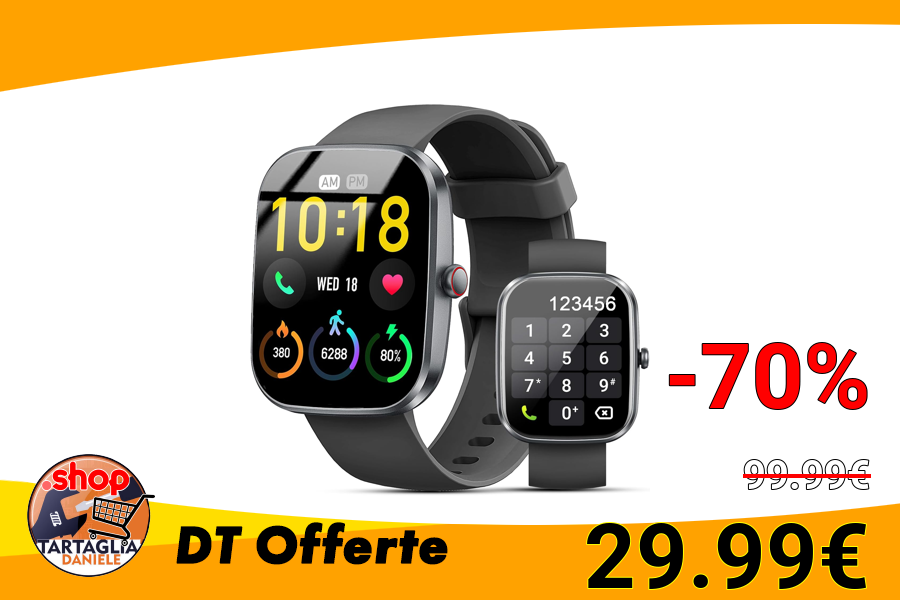 AM PM
10:18
WED 18
380
6288
80%
123456
1 2 3
4 5 6
7* 8 9#
0+
-70%
99.99€
.shop
TARTAGLIA
DANIELE
DT Offerte
29.99€